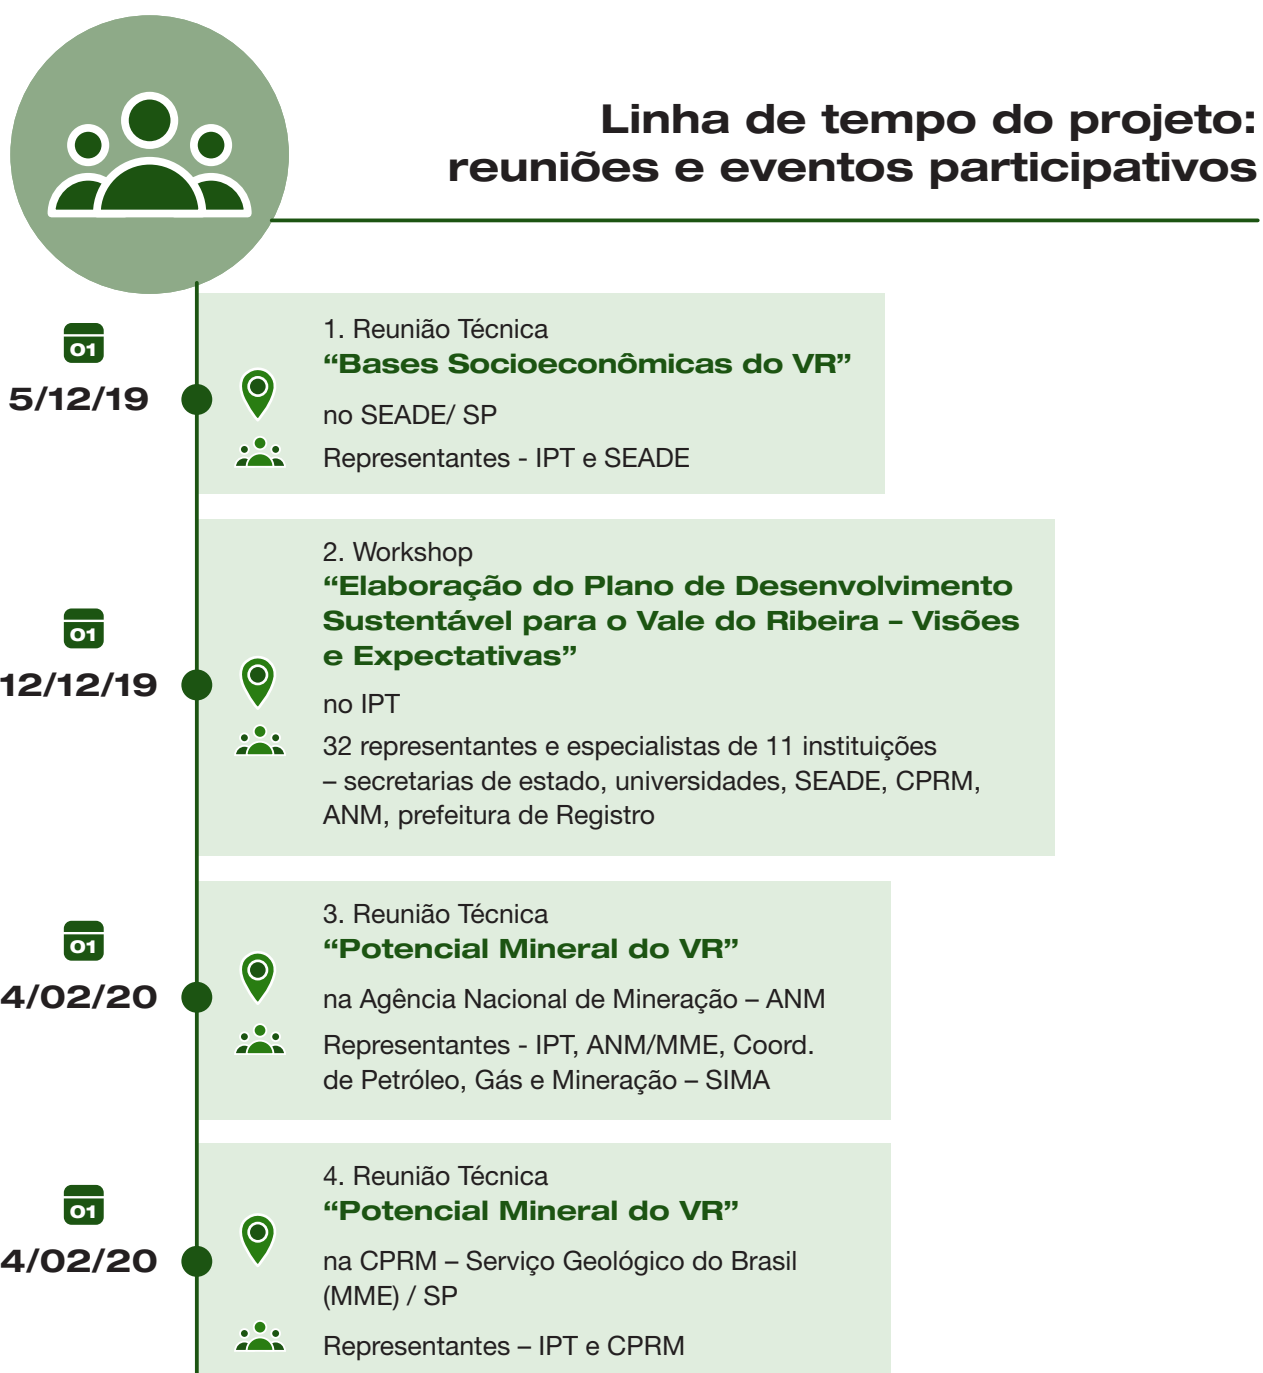 Linha de tempo do projeto:
reuniões e eventos participativos
01
5/12/19
1. Reunião Técnica
“Bases Socioeconômicas do VR”
no SEADE/ SP
Representantes - IPT e SEADE
01
12/12/19
2. Workshop
“Elaboração do Plano de Desenvolvimento
Sustentável para o Vale do Ribeira – Visões
e Expectativas”
no IPT
32 representantes e especialistas de 11 instituições
– secretarias de estado, universidades, SEADE, CPRM,
ANM, prefeitura de Registro
01
4/02/20
3. Reunião Técnica
“Potencial Mineral do VR”
na Agência Nacional de Mineração – ANM
Representantes - IPT, ANM/MME, Coord.
de Petróleo, Gás e Mineração – SIMA
01
4/02/20
4. Reunião Técnica
“Potencial Mineral do VR”
na CPRM – Serviço Geológico do Brasil
(MME) / SP
Representantes – IPT e CPRM